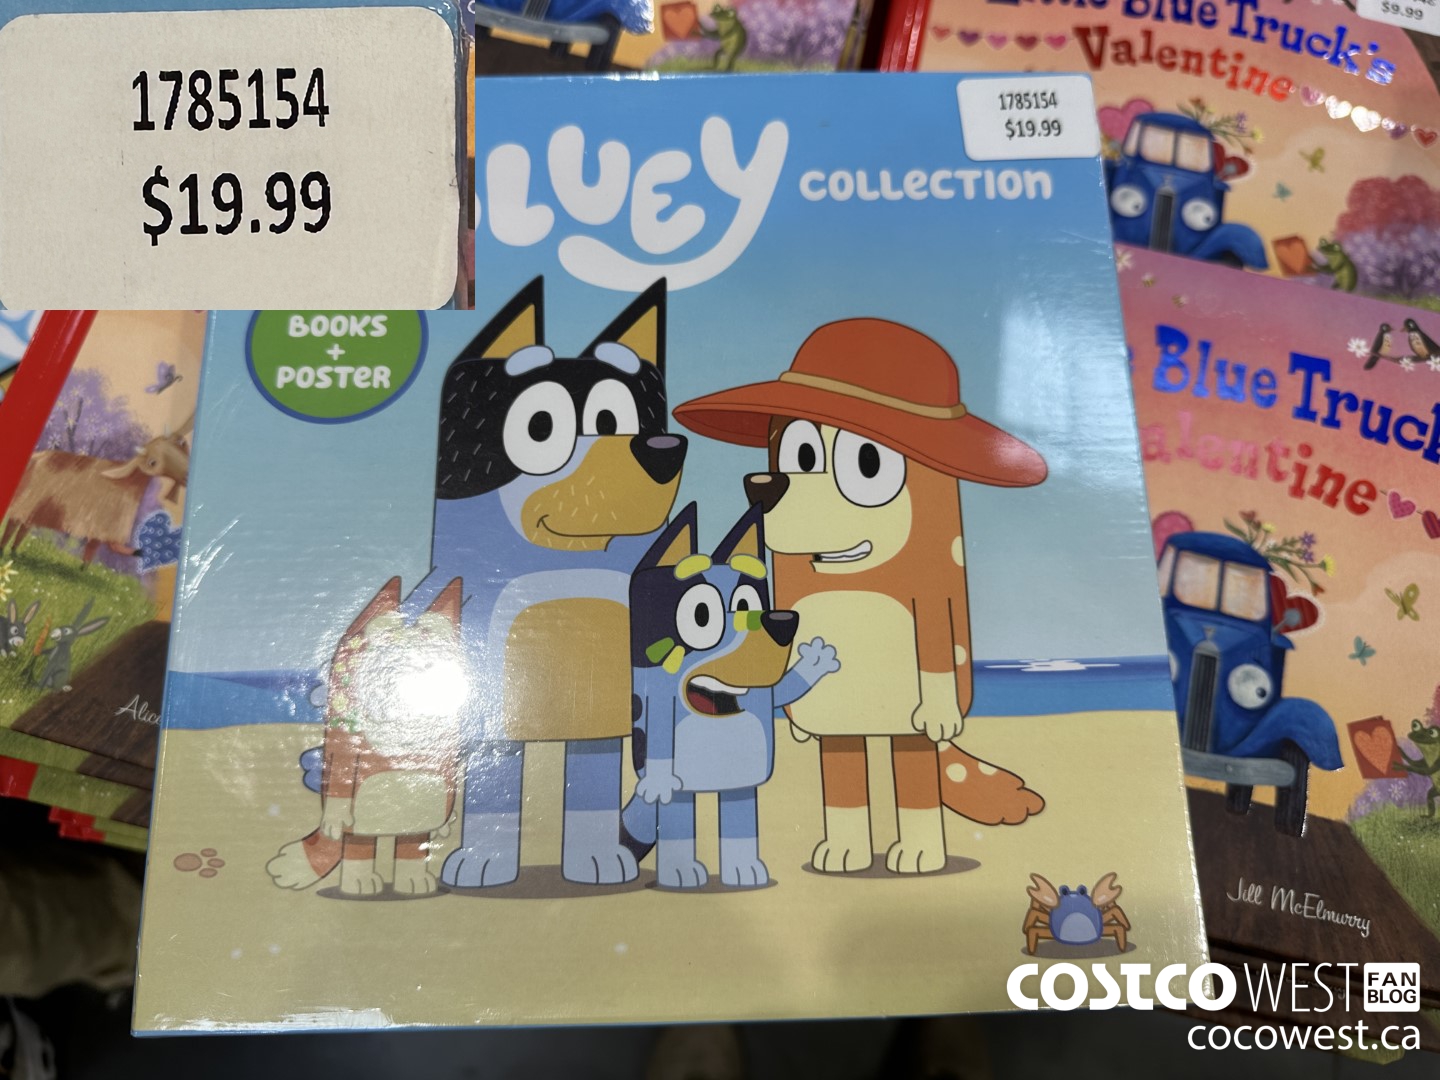 1785154
$19.99
$9.99
Blue Truck's
Valentine
1785154
$19.99
BLUEY COLLECTION
BOOKS
+
POSTER
Blue Truck
Valentine
Alice
Jill McElmurry
COSTCO WEST FAN BLOG
cocowest.ca